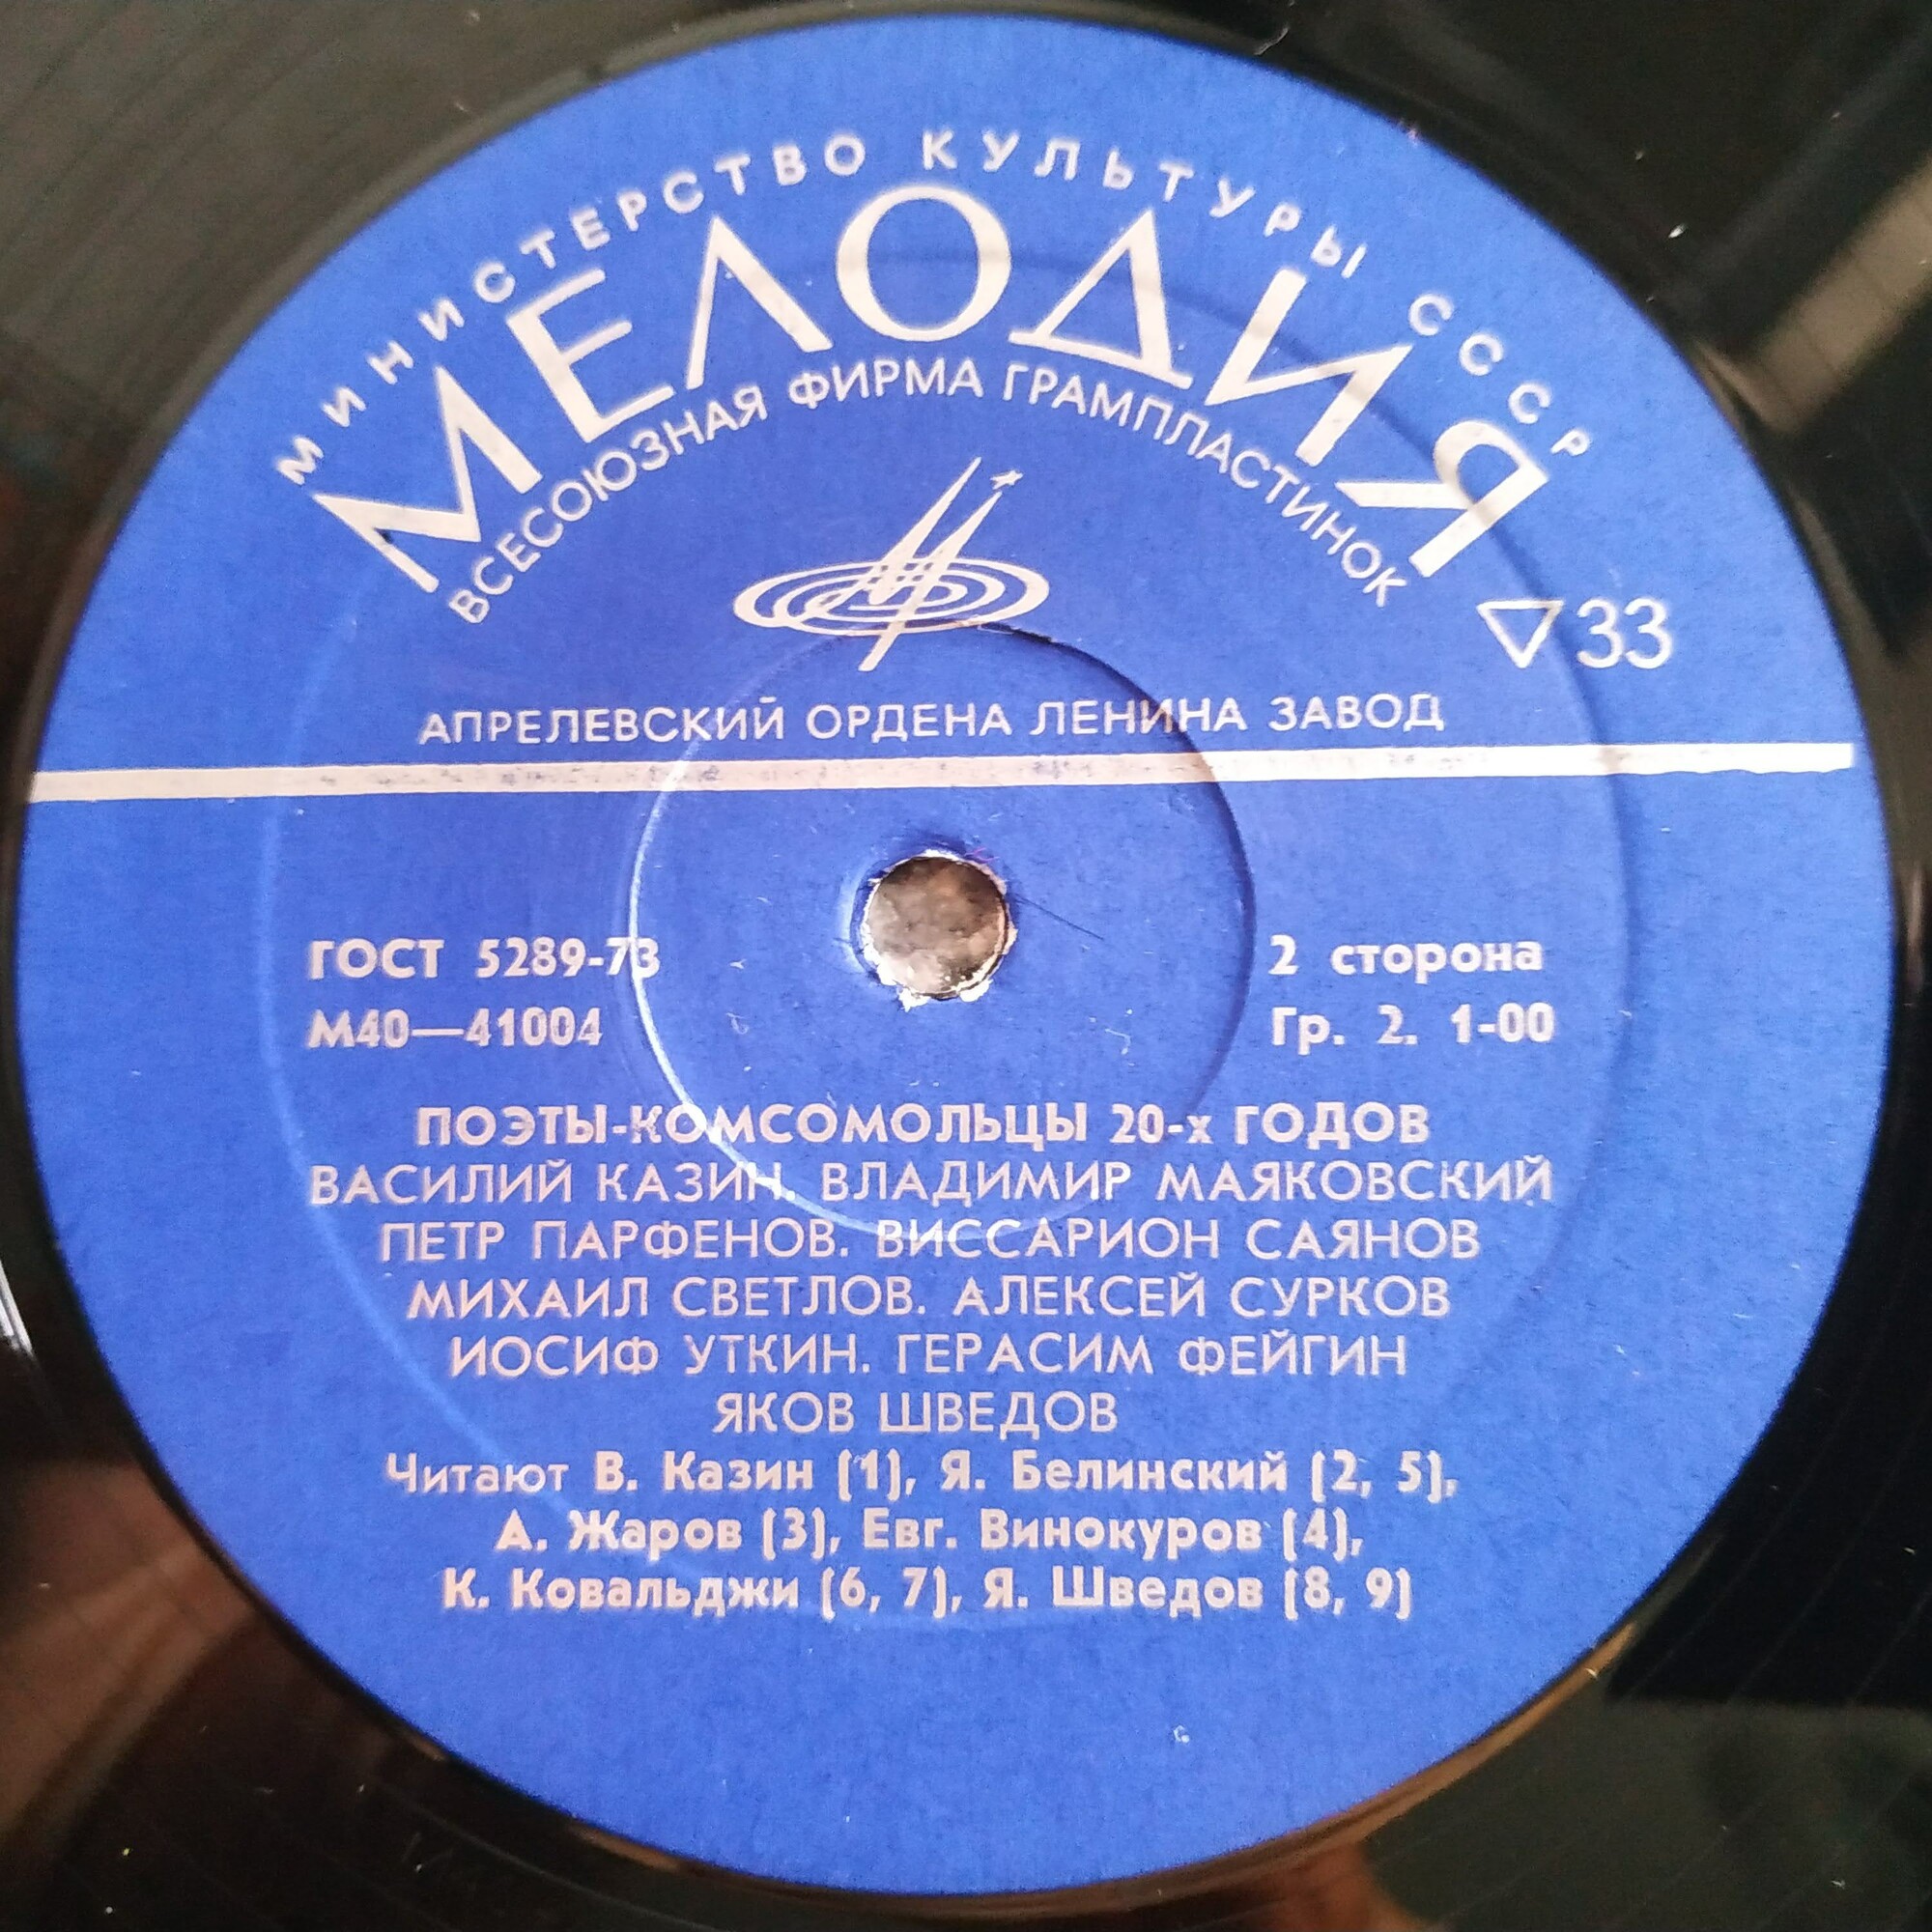 МИНИСТЕРСТВО КУЛЬТУРЫ СССР
МЕЛОДИЯ
ВСЕСОЮЗНАЯ ФИРМА ГРАМПЛАСТИНОК
33
АПРЕЛЕВСКИЙ ОРДЕНА ЛЕНИНА ЗАВОД
ГОСТ 5289-73
2 сторона
М40—41004
Гр. 2. 1-00
ПОЭТЫ-КОМСОМОЛЬЦЫ 20-х ГОДОВ
ВАСИЛИЙ КАЗИН. ВЛАДИМИР МАЯКОВСКИЙ
ПЕТР ПАРФЕНОВ. ВИССАРИОН САЯНОВ
МИХАИЛ СВЕТЛОВ. АЛЕКСЕЙ СУРКОВ
ИОСИФ УТКИН. ГЕРАСИМ ФЕЙГИН
ЯКОВ ШВЕДОВ
Читают В. Казин (1), Я. Белинский (2, 5),
А. Жаров (3), Евг. Винокуров (4),
К. Ковальджи (6, 7), Я. Шведов (8, 9)